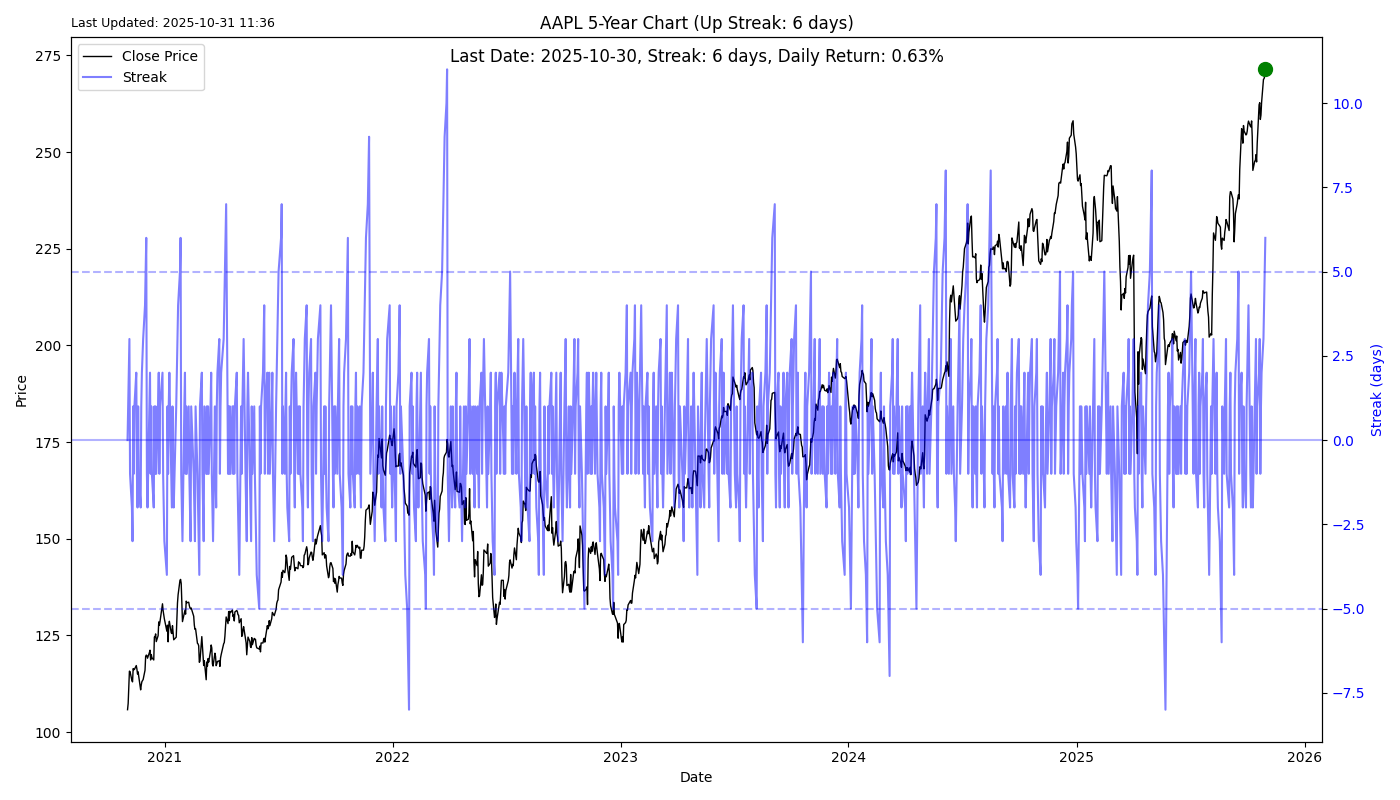 Last Updated: 2025-10-31 11:36
AAPL 5-Year Chart (Up Streak: 6 days)
Last Date: 2025-10-30, Streak: 6 days, Daily Return: 0.63%
Close Price
Streak
275
250
225
200
175
150
125
100
Price
10.0
7.5
5.0
2.5
0.0
−2.5
−5.0
−7.5
Streak (days)
2021
2022
2023
2024
2025
2026
Date